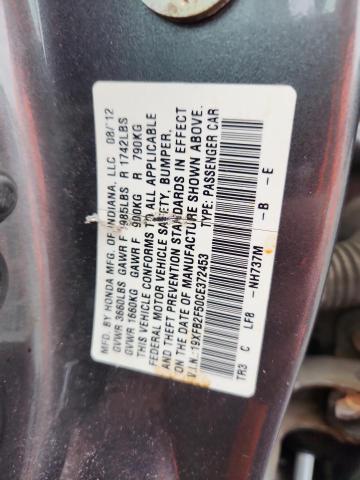 MFD. BY HONDA MFG. OF INDIANA, LLC 08/'12
GVWR 3660LBS GAWR F 1985LBS R 1742LBS
GVWR 1660KG GAWR F 900KG R 790KG
THIS VEHICLE CONFORMS TO ALL APPLICABLE
FEDERAL MOTOR VEHICLE SAFETY, BUMPER,
AND THEFT PREVENTION STANDARDS IN EFFECT
ON THE DATE OF MANUFACTURE SHOWN ABOVE.
V.I.N.: 19XFB2F50CE372453 TYPE: PASSENGER CAR
TR3 C LF8 -NH737M -B -E